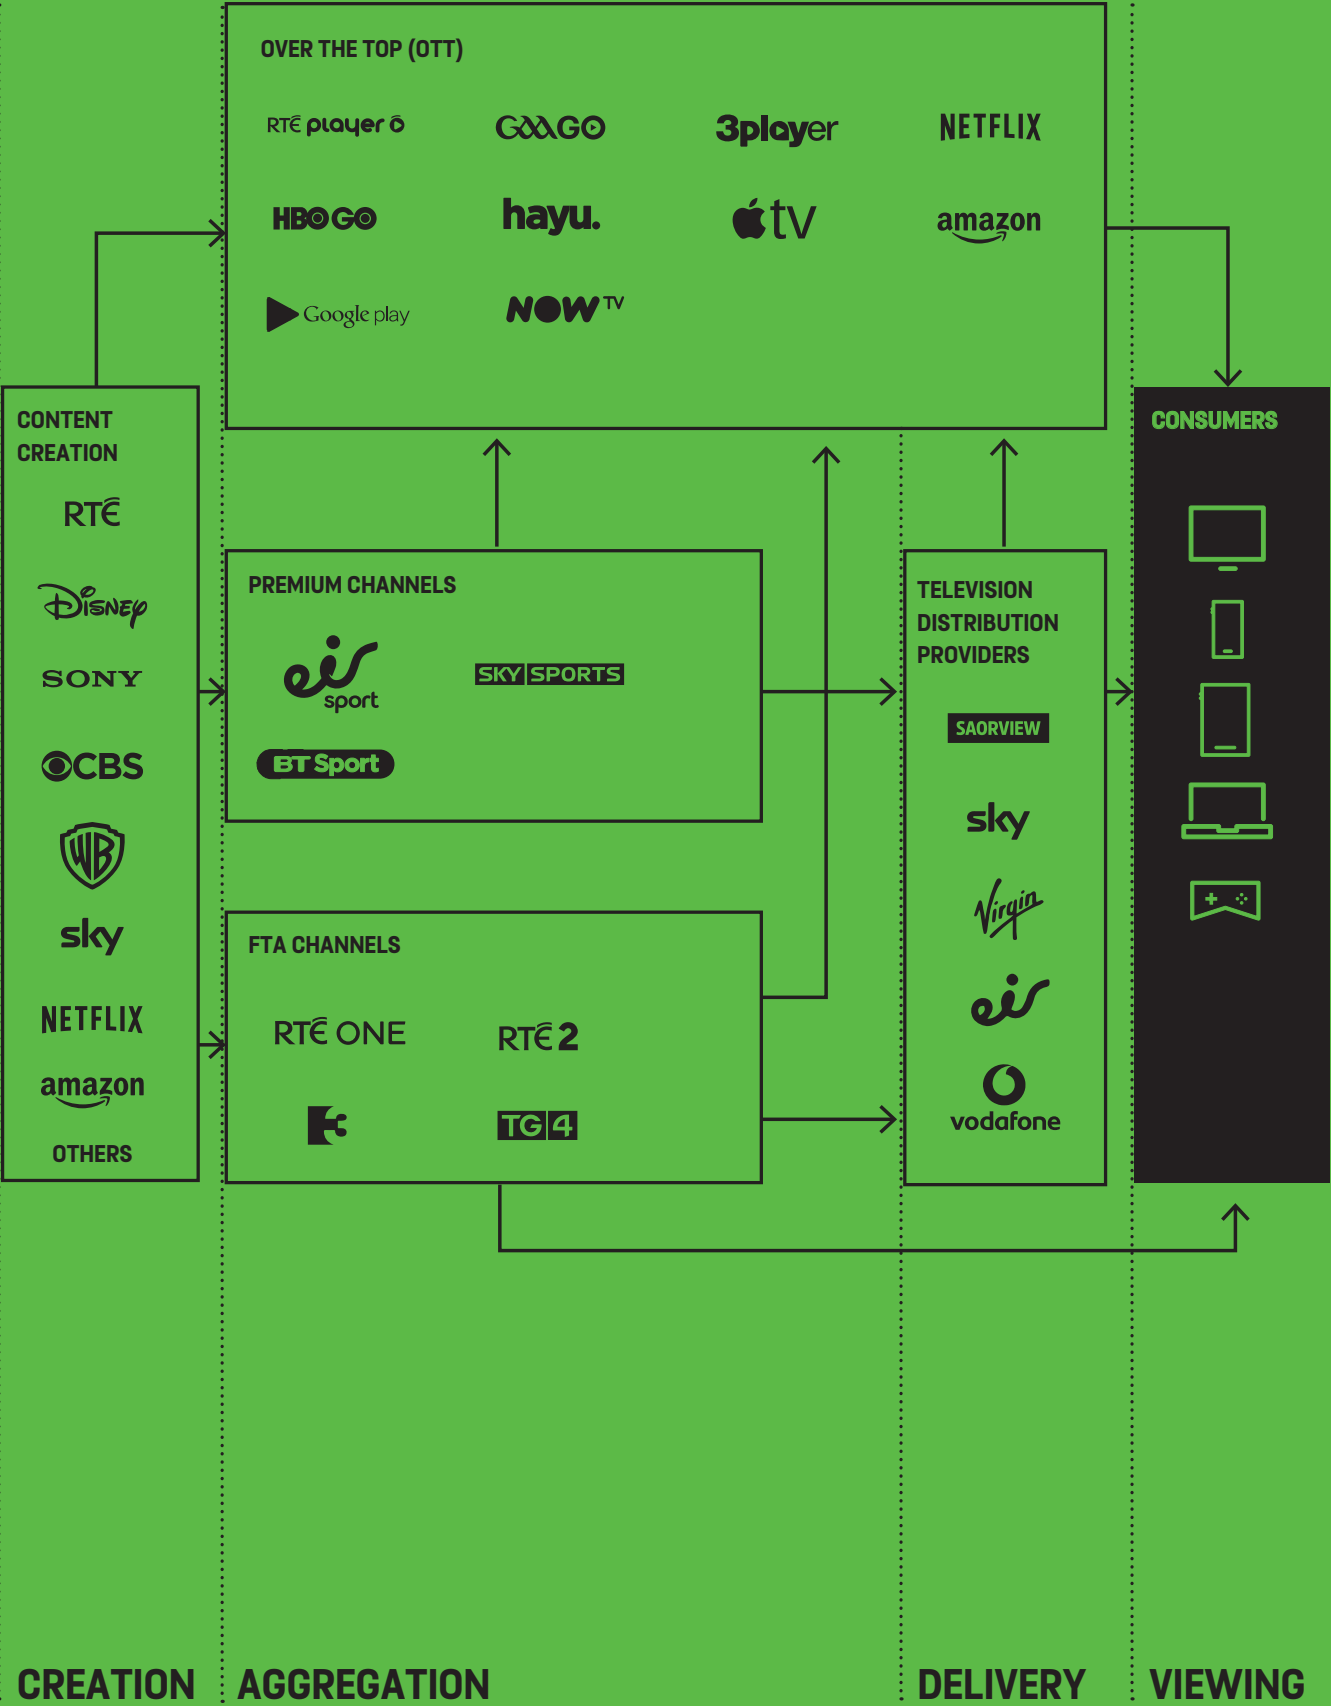 OVER THE TOP (OTT)
RTÉ player
GAAGO
3player
NETFLIX
HBO GO
hayu.
tv
amazon
Google play
NOW TV
CONTENT
CREATION
RTÉ
DISNEY
SONY
CBS
WB
sky
NETFLIX
amazon
OTHERS
PREMIUM CHANNELS
eir
sport
SKY SPORTS
BT Sport
FTA CHANNELS
RTÉ ONE
RTÉ 2
3
TG4
TELEVISION
DISTRIBUTION
PROVIDERS
SAORVIEW
sky
Virgin
eir
vodafone
CONSUMERS
CREATION
AGGREGATION
DELIVERY
VIEWING